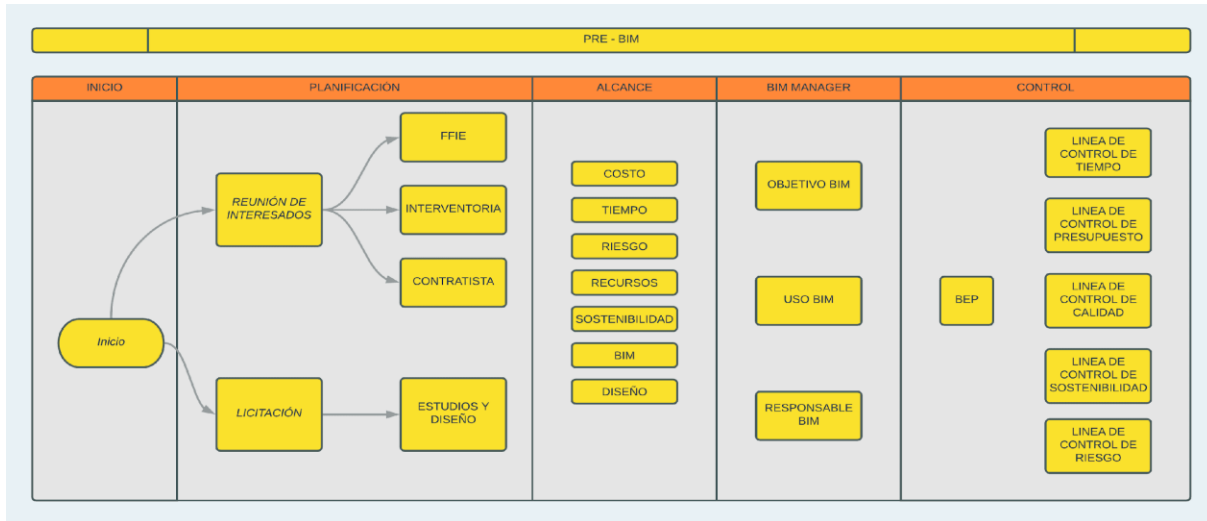 PRE - BIM
INICIO
PLANIFICACIÓN
ALCANCE
BIM MANAGER
CONTROL
Inicio
REUNIÓN DE
INTERESADOS
LICITACIÓN
FFIE
INTERVENTORIA
CONTRATISTA
ESTUDIOS Y
DISEÑO
COSTO
TIEMPO
RIESGO
RECURSOS
SOSTENIBILIDAD
BIM
DISEÑO
OBJETIVO BIM
USO BIM
RESPONSABLE
BIM
BEP
LINEA DE
CONTROL DE
TIEMPO
LINEA DE
CONTROL DE
PRESUPUESTO
LINEA DE
CONTROL DE
CALIDAD
LINEA DE
CONTROL DE
SOSTENIBILIDAD
LINEA DE
CONTROL DE
RIESGO